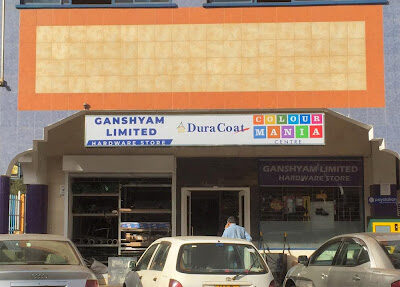 GANSHYAM
LIMITED
HARDWARE STORE
DuraCoat
COLOUR
MANIA
CENTRE
GANSHYAM LIMITED
HARDWARE STORE